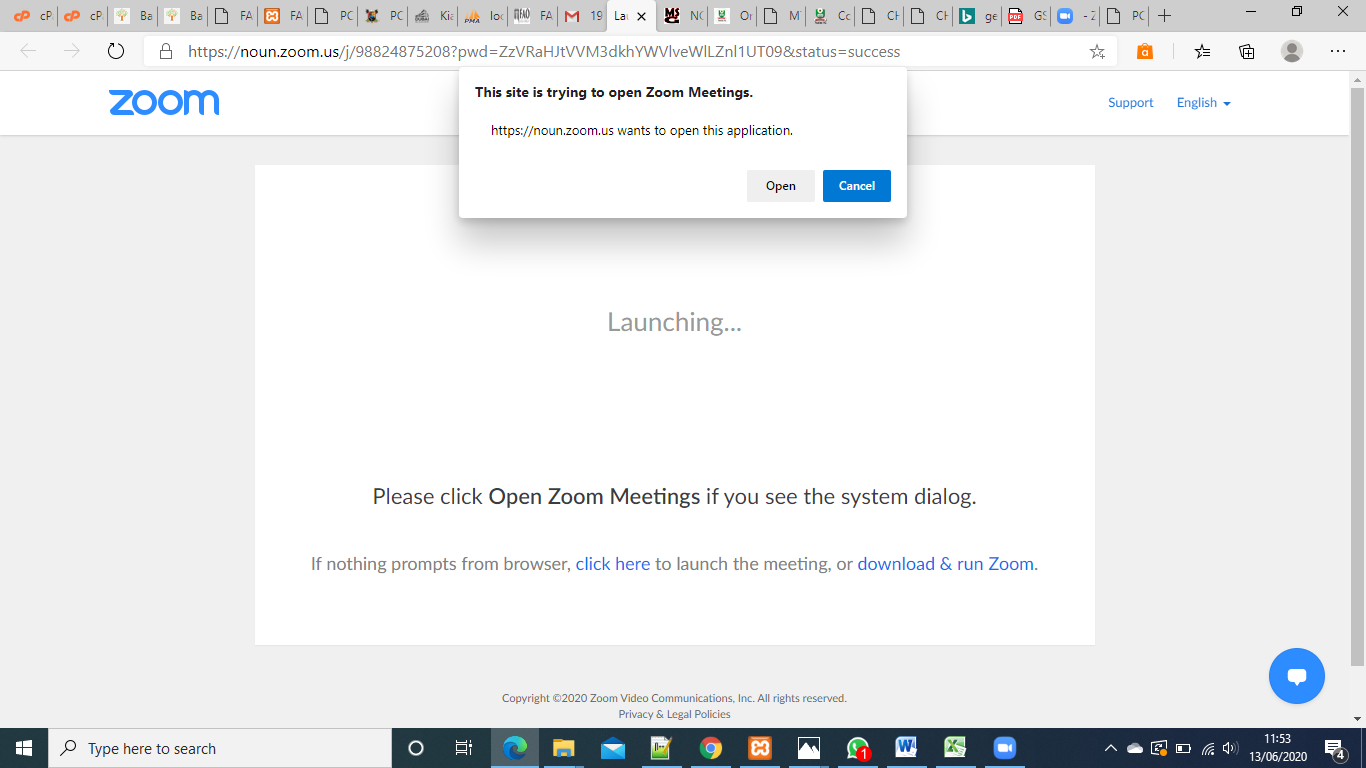 cP
cP
Ba
Ba
FA
FA
PC
PC
Kia
loc
FA
19
Lau
NO
Or
M
Co
CH
CH
ge
GS
- Z
PC
https://noun.zoom.us/j/98824875208?pwd=ZzVRaHJtVVM3dkhYWVlveWlLZnl1UT09&status=success
This site is trying to open Zoom Meetings.
https://noun.zoom.us wants to open this application.
Open
Cancel
zoom
Support
English
Launching...
Please click Open Zoom Meetings if you see the system dialog.
If nothing prompts from browser, click here to launch the meeting, or download & run Zoom.
Copyright ©2020 Zoom Video Communications, Inc. All rights reserved.
Privacy & Legal Policies
Type here to search
1
11:53
13/06/2020
4